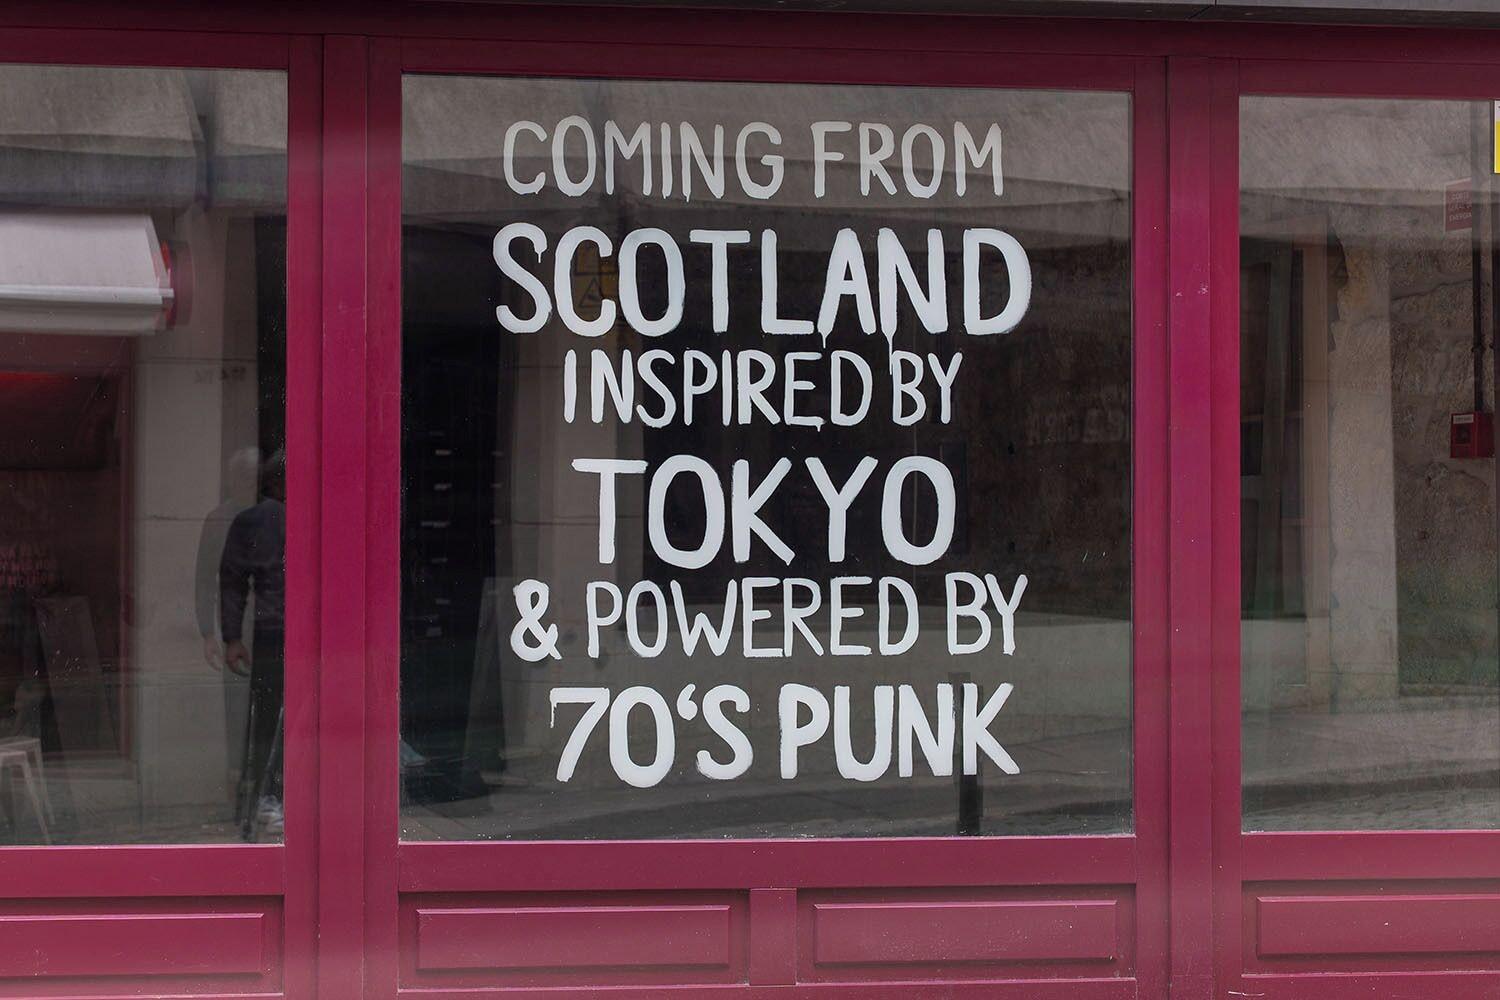 COMING FROM
SCOTLAND
INSPIRED BY
TOKYO
& POWERED BY
70‘S PUNK